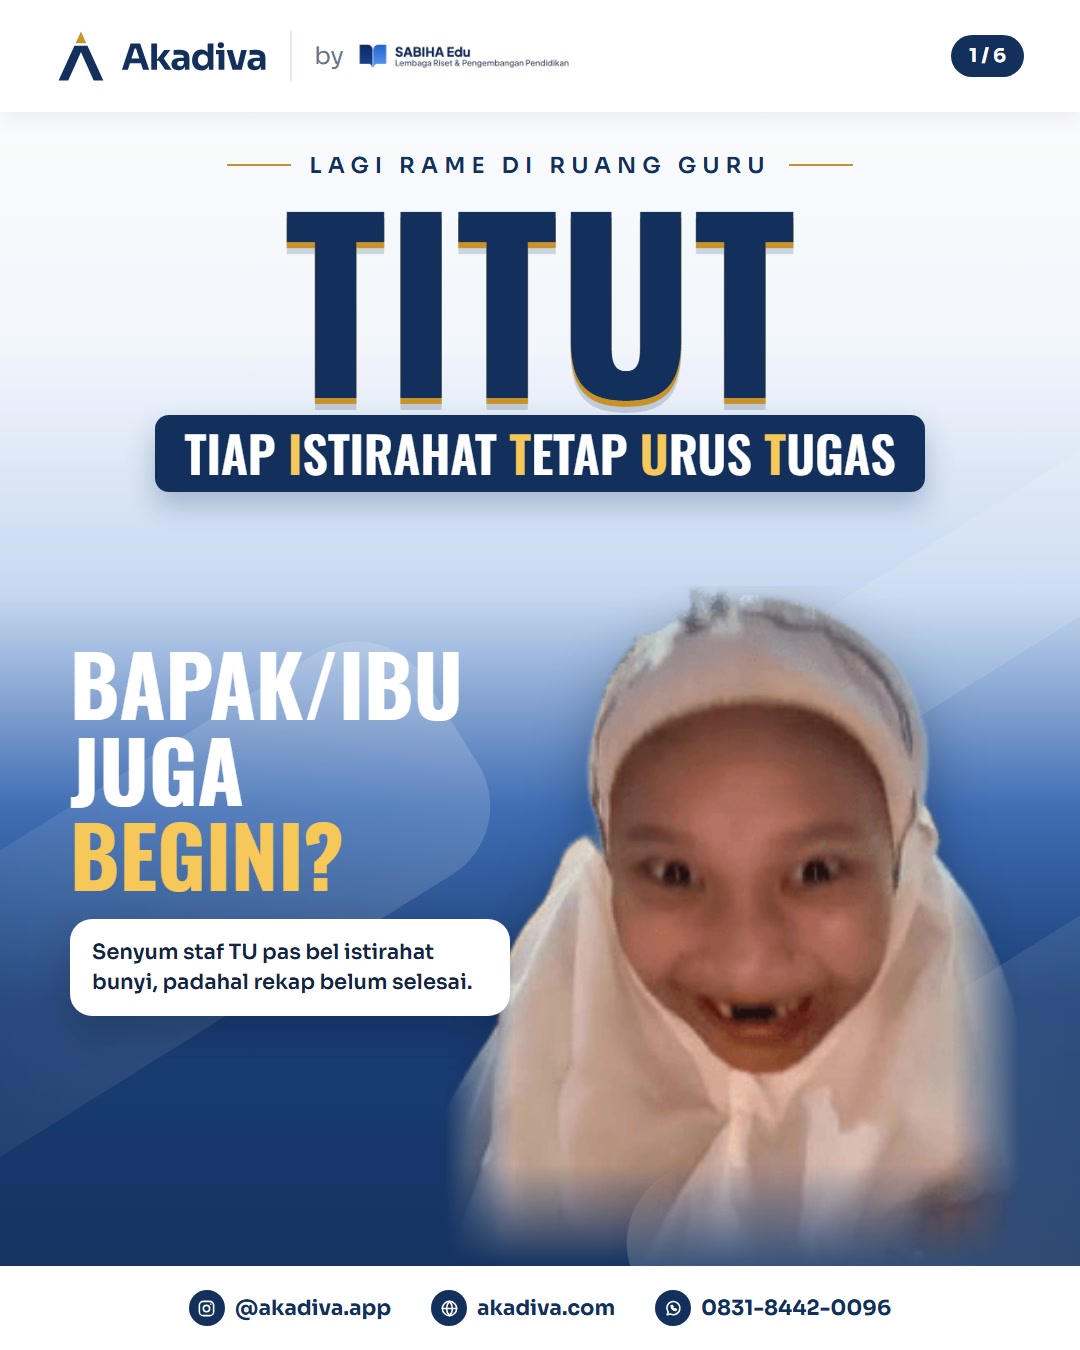 Akadiva
by
SABIHA Edu
Lembaga Riset & Pengembangan Pendidikan
1/6
LAGI RAME DI RUANG GURU
TITUT
TIAP ISTIRAHAT TETAP URUS TUGAS
BAPAK/IBU
JUGA
BEGINI?
Senyum staf TU pas bel istirahat
bunyi, padahal rekap belum selesai.
@akadiva.app
akadiva.com
0831-8442-0096